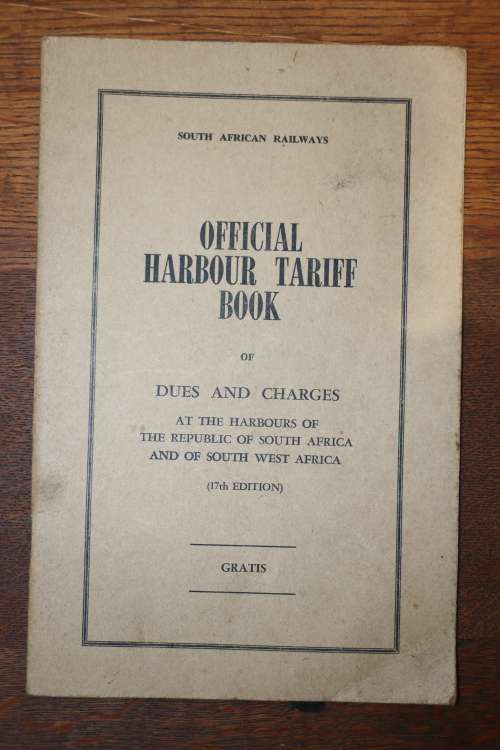 SOUTH AFRICAN RAILWAYS
OFFICIAL
HARBOUR TARIFF
BOOK
OF
DUES AND CHARGES
AT THE HARBOURS OF
THE REPUBLIC OF SOUTH AFRICA
AND OF SOUTH WEST AFRICA
(17th EDITION)
GRATIS